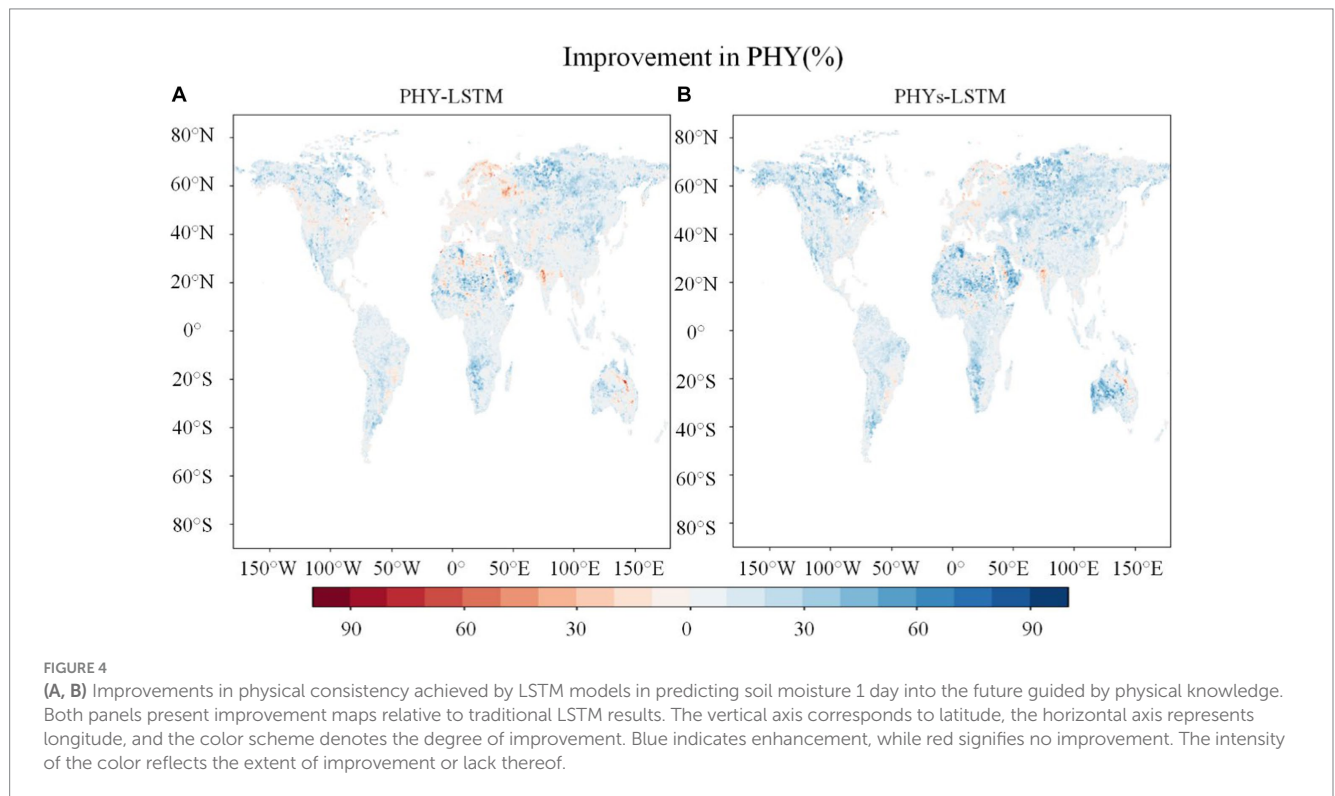 Improvement in PHY(%)
A PHY-LSTM B PHYs-LSTM
80°N 80°N
60°N 60°N
40°N 40°N
20°N 20°N
0° 0°
20°S 20°S
40°S 40°S
60°S 60°S
80°S 80°S
150°W 100°W 50°W 0° 50°E 100°E 150°E 150°W 100°W 50°W 0° 50°E 100°E 150°E
90 60 30 0 30 60 90
FIGURE 4
(A, B) Improvements in physical consistency achieved by LSTM models in predicting soil moisture 1 day into the future guided by physical knowledge.
Both panels present improvement maps relative to traditional LSTM results. The vertical axis corresponds to latitude, the horizontal axis represents
longitude, and the color scheme denotes the degree of improvement. Blue indicates enhancement, while red signifies no improvement. The intensity
of the color reflects the extent of improvement or lack thereof.